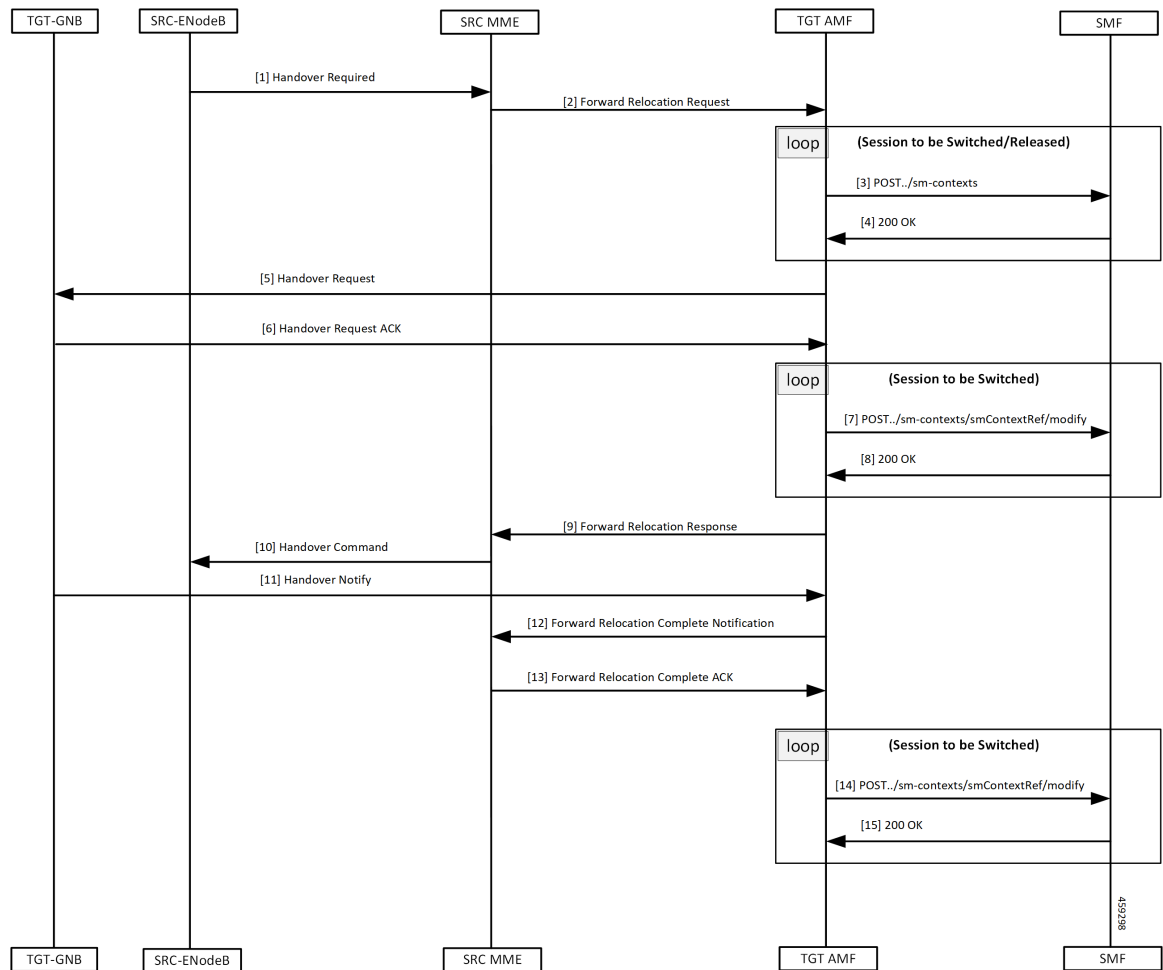 TGT-GNB
SRC-ENodeB
SRC MME
TGT AMF
SMF
[1] Handover Required
[2] Forward Relocation Request
loop
(Session to be Switched/Released)
[3] POST../sm-contexts
[4] 200 OK
[5] Handover Request
[6] Handover Request ACK
loop
(Session to be Switched)
[7] POST../sm-contexts/smContextRef/modify
[8] 200 OK
[9] Forward Relocation Response
[10] Handover Command
[11] Handover Notify
[12] Forward Relocation Complete Notification
[13] Forward Relocation Complete ACK
loop
(Session to be Switched)
[14] POST../sm-contexts/smContextRef/modify
[15] 200 OK
459298
TGT-GNB
SRC-ENodeB
SRC MME
TGT AMF
SMF